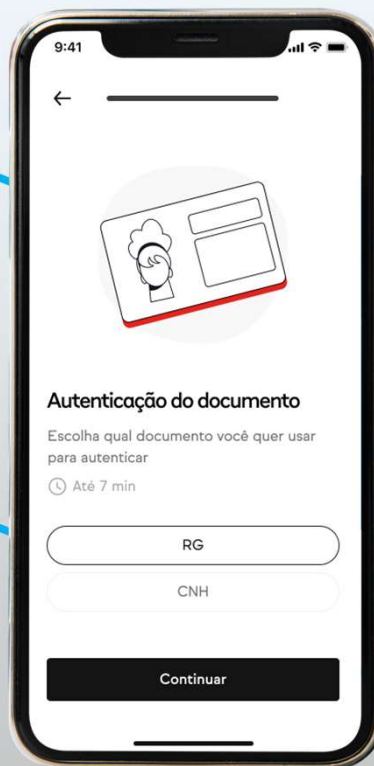 9:41
Autenticação do documento
Escolha qual documento você quer usar
para autenticar
Até 7 min
RG
CNH
Continuar